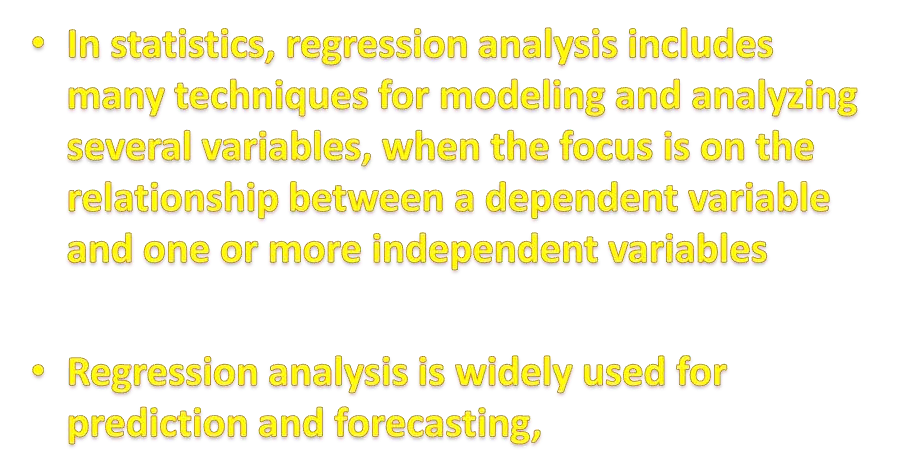 • In statistics, regression analysis includes
many techniques for modeling and analyzing
several variables, when the focus is on the
relationship between a dependent variable
and one or more independent variables
• Regression analysis is widely used for
prediction and forecasting,